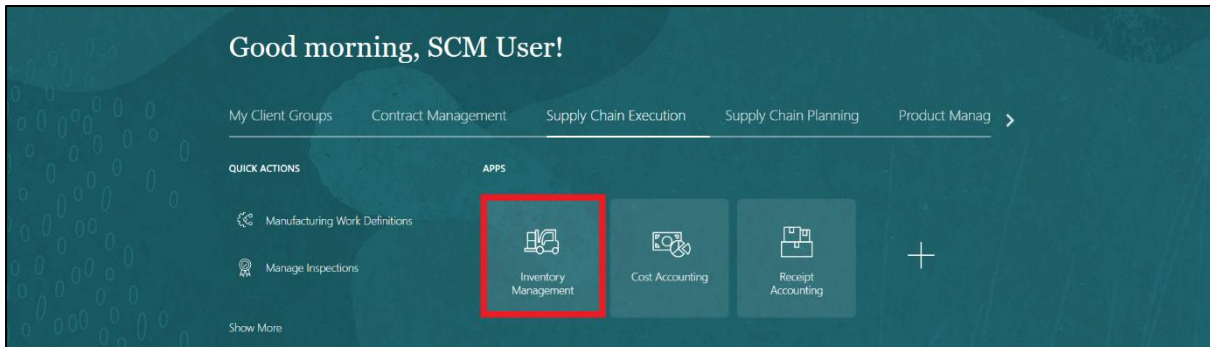 Good morning, SCM User!
My Client Groups Contract Management Supply Chain Execution Supply Chain Planning Product Manag
QUICK ACTIONS APPS
Manufacturing Work Definitions
Manage Inspections
Inventory
Management
Cost Accounting
Receipt
Accounting
Show More